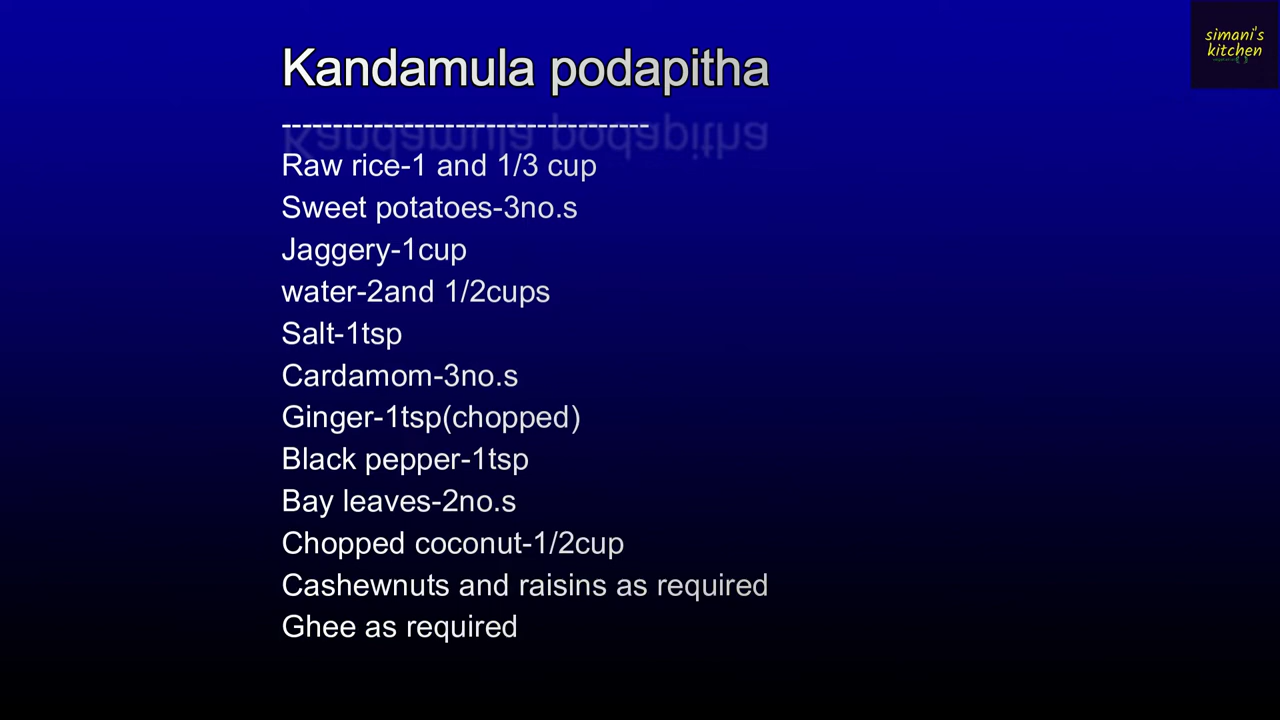 simani's
kitchen
Kandamula podapitha
------------------------------------
Raw rice-1 and 1/3 cup
Sweet potatoes-3no.s
Jaggery-1cup
water-2and 1/2cups
Salt-1tsp
Cardamom-3no.s
Ginger-1tsp(chopped)
Black pepper-1tsp
Bay leaves-2no.s
Chopped coconut-1/2cup
Cashewnuts and raisins as required
Ghee as required